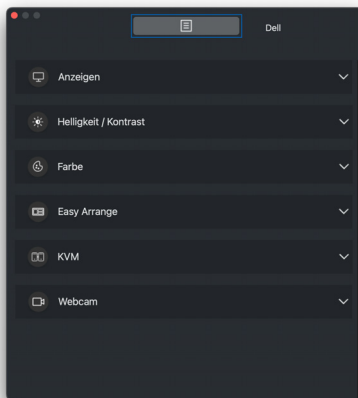 Dell
Anzeigen
Helligkeit / Kontrast
Farbe
Easy Arrange
KVM
Webcam